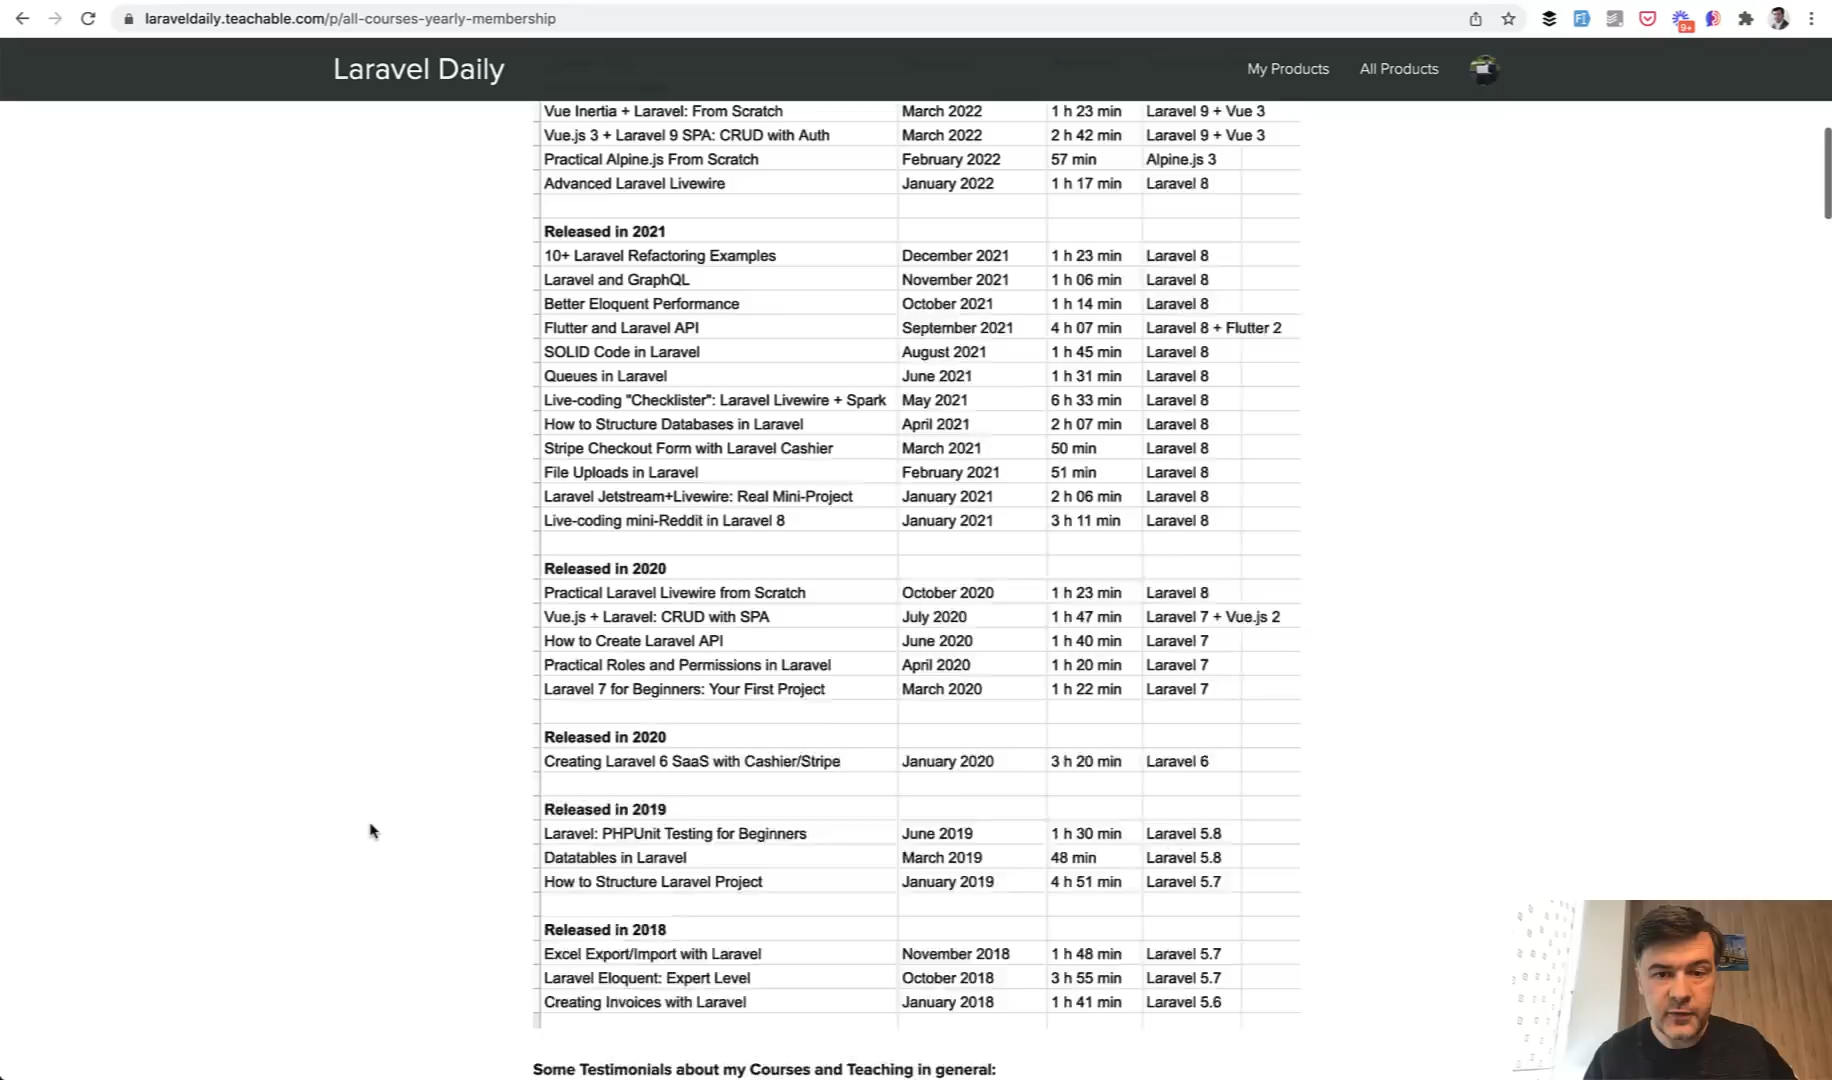 laraveldaily.teachable.com/p/all-courses-yearly-membership
9+
Laravel Daily My Products All Products
Vue Inertia + Laravel: From Scratch March 2022 1 h 23 min Laravel 9 + Vue 3
Vue.js 3 + Laravel 9 SPA: CRUD with Auth March 2022 2 h 42 min Laravel 9 + Vue 3
Practical Alpine.js From Scratch February 2022 57 min Alpine.js 3
Advanced Laravel Livewire January 2022 1 h 17 min Laravel 8
Released in 2021
10+ Laravel Refactoring Examples December 2021 1 h 23 min Laravel 8
Laravel and GraphQL November 2021 1 h 06 min Laravel 8
Better Eloquent Performance October 2021 1 h 14 min Laravel 8
Flutter and Laravel API September 2021 4 h 07 min Laravel 8 + Flutter 2
SOLID Code in Laravel August 2021 1 h 45 min Laravel 8
Queues in Laravel June 2021 1 h 31 min Laravel 8
Live-coding "Checklister": Laravel Livewire + Spark May 2021 6 h 33 min Laravel 8
How to Structure Databases in Laravel April 2021 2 h 07 min Laravel 8
Stripe Checkout Form with Laravel Cashier March 2021 50 min Laravel 8
File Uploads in Laravel February 2021 51 min Laravel 8
Laravel Jetstream+Livewire: Real Mini-Project January 2021 2 h 06 min Laravel 8
Live-coding mini-Reddit in Laravel 8 January 2021 3 h 11 min Laravel 8
Released in 2020
Practical Laravel Livewire from Scratch October 2020 1 h 23 min Laravel 8
Vue.js + Laravel: CRUD with SPA July 2020 1 h 47 min Laravel 7 + Vue.js 2
How to Create Laravel API June 2020 1 h 40 min Laravel 7
Practical Roles and Permissions in Laravel April 2020 1 h 20 min Laravel 7
Laravel 7 for Beginners: Your First Project March 2020 1 h 22 min Laravel 7
Released in 2020
Creating Laravel 6 SaaS with Cashier/Stripe January 2020 3 h 20 min Laravel 6
Released in 2019
Laravel: PHPUnit Testing for Beginners June 2019 1 h 30 min Laravel 5.8
Datatables in Laravel March 2019 48 min Laravel 5.8
How to Structure Laravel Project January 2019 4 h 51 min Laravel 5.7
Released in 2018
Excel Export/Import with Laravel November 2018 1 h 48 min Laravel 5.7
Laravel Eloquent: Expert Level October 2018 3 h 55 min Laravel 5.7
Creating Invoices with Laravel January 2018 1 h 41 min Laravel 5.6
Some Testimonials about my Courses and Teaching in general: